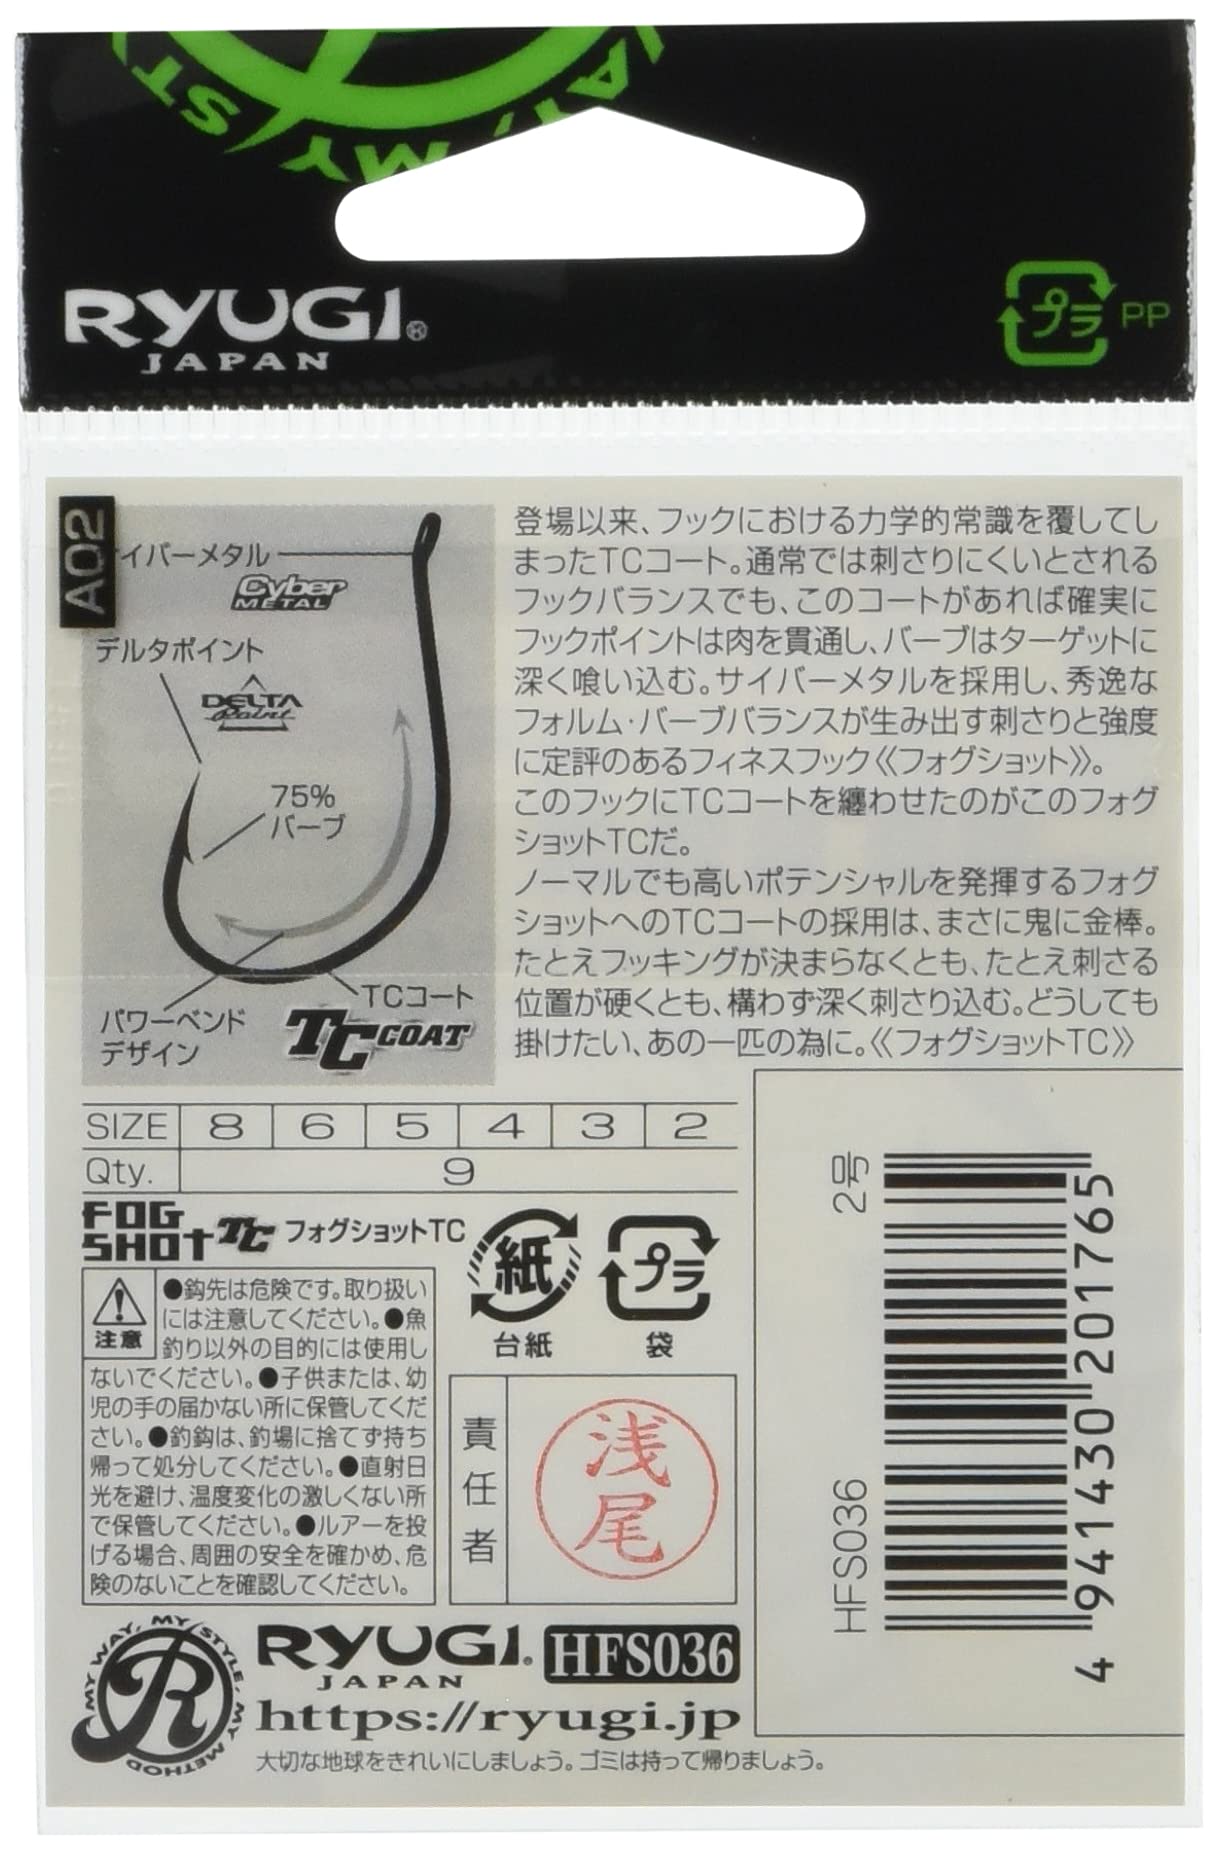 ST
MY
RYUGI®
JAPAN
プラ PP
A02
イバーメタル
Cyber
METAL
デルタポイント
DELTA
Point
75%
バーブ
TCコート
TC COAT
パワーベンド
デザイン
登場以来、フックにおける力学的常識を覆してし
まったTCコート。通常では刺さりにくいとされる
フックバランスでも、このコートがあれば確実に
フックポイントは肉を貫通し、バーブはターゲットに
深く喰い込む。サイバーメタルを採用し、秀逸な
フォルム・バーブバランスが生み出す刺さりと強度
に定評のあるフィネスフック《フォグショット》。
このフックにTCコートを纏わせたのがこのフォグ
ショットTCだ。
ノーマルでも高いポテンシャルを発揮するフォグ
ショットへのTCコートの採用は、まさに鬼に金棒。
たとえフッキングが決まらなくとも、たとえ刺さる
位置が硬くとも、構わず深く刺さり込む。どうしても
掛けたい、あの一匹の為に。《フォグショットTC》
SIZE 8 6 5 4 3 2
Qty. 9
FOG
SHOT TC フォグショットTC
紙
台紙
プラ
袋
注意
●鈎先は危険です。取り扱い
には注意してください。●魚
釣り以外の目的には使用し
ないでください。●子供または、幼
児の手の届かない所に保管してくだ
さい。●釣鈎は、釣場に捨てず持ち
帰って処分してください。●直射日
光を避け、温度変化の激しくない所
で保管してください。●ルアーを投
げる場合、周囲の安全を確かめ、危
険のないことを確認してください。
責任者
浅尾
2号
HFS036
4 941430 201765
MY WAY, MY STYLE, MY METHOD
R
RYUGI.
JAPAN
HFS036
https://ryugi.jp
大切な地球をきれいにしましょう。ゴミは持って帰りましょう。